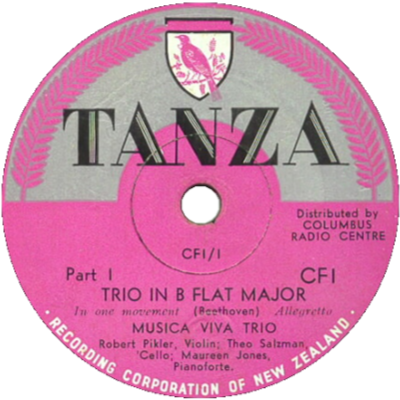 TANZA
Distributed by
COLUMBUS
RADIO CENTRE
CF1/1
Part 1
CF1
TRIO IN B FLAT MAJOR
In one movement (Beethoven) Allegretto
MUSICA VIVA TRIO
Robert Pikler, Violin; Theo Salzman,
'Cello; Maureen Jones,
Pianoforte.
· RECORDING CORPORATION OF NEW ZEALAND ·